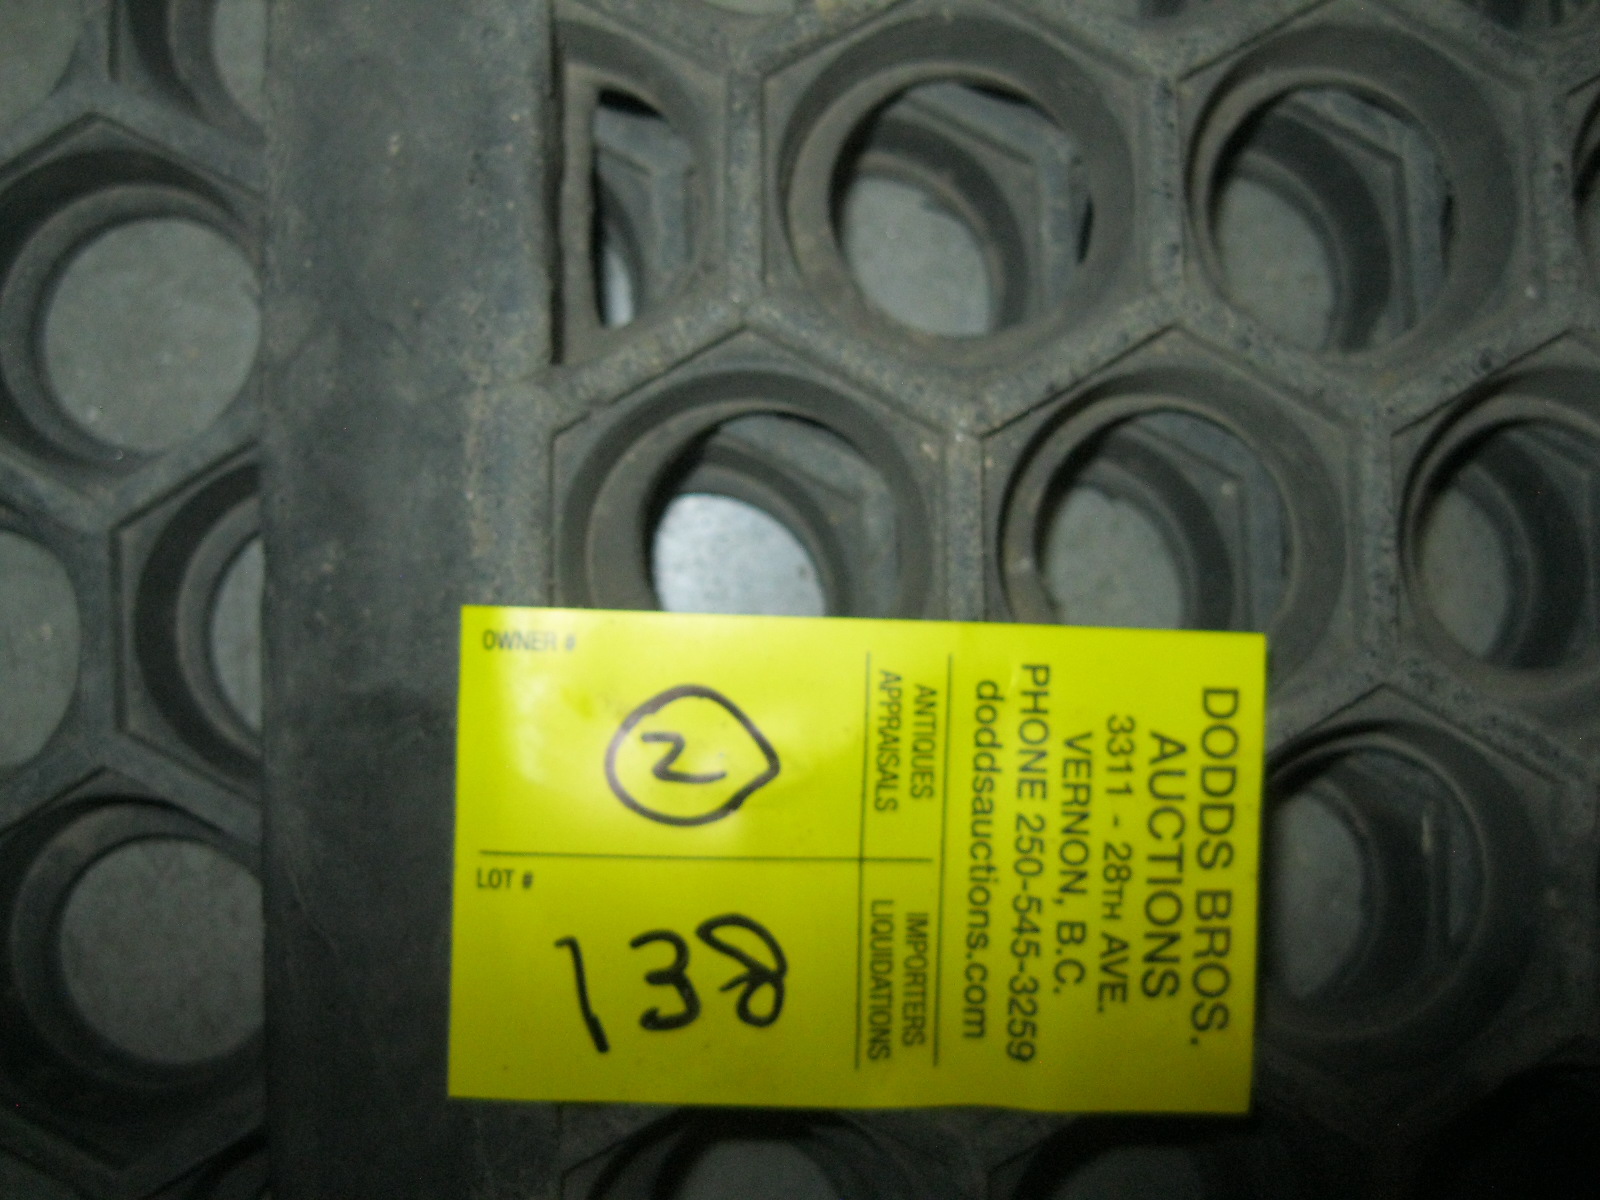 DODDS BROS.
AUCTIONS
3311 - 28TH AVE.
VERNON, B.C.
PHONE 250-545-3259
doddsauctions.com
ANTIQUES IMPORTERS
APPRAISALS LIQUIDATIONS
OWNER #
2
LOT #
138